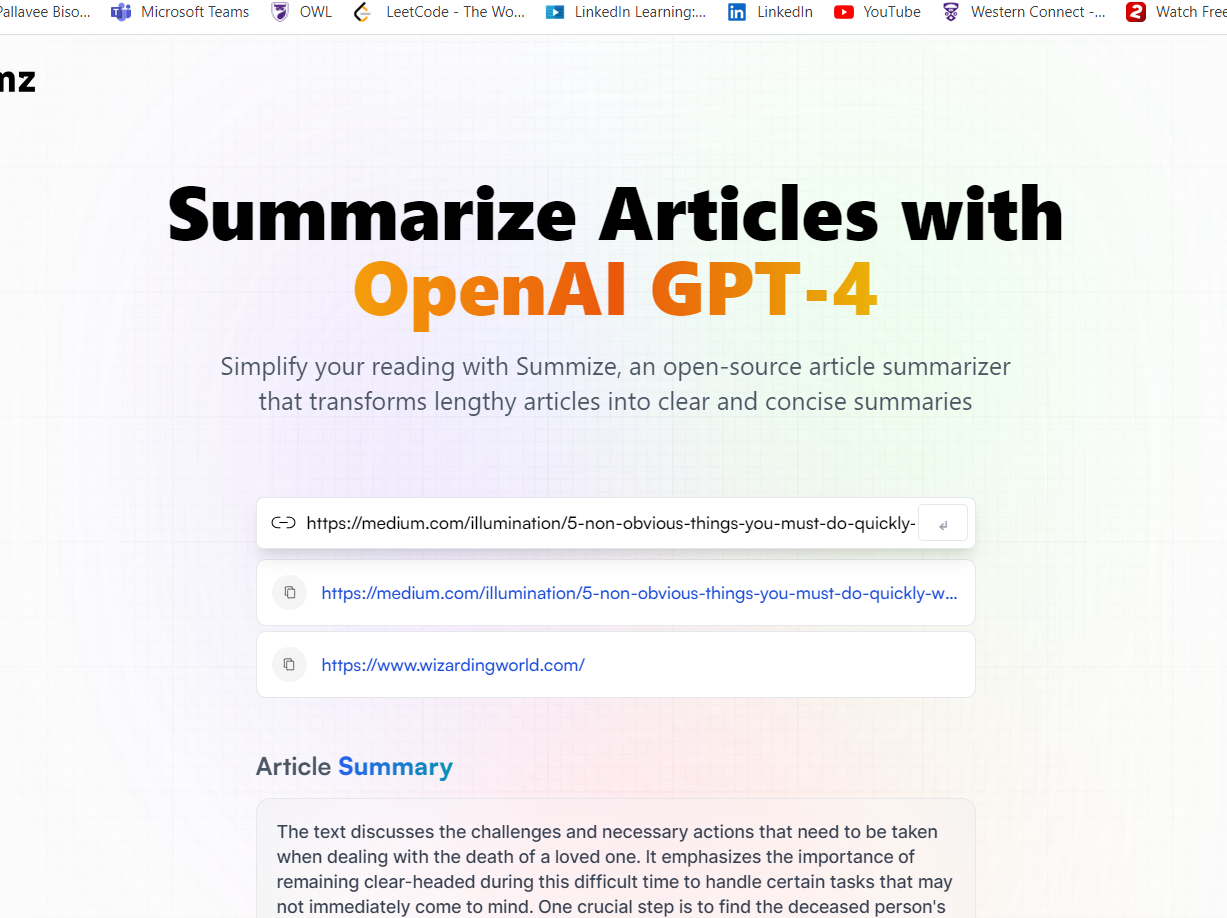 Pallavee Biso... Microsoft Teams OWL LeetCode - The Wo... LinkedIn Learning:... LinkedIn YouTube Western Connect -... Watch Free
mz
Summarize Articles with
OpenAI GPT-4
Simplify your reading with Summize, an open-source article summarizer
that transforms lengthy articles into clear and concise summaries
https://medium.com/illumination/5-non-obvious-things-you-must-do-quickly-
https://medium.com/illumination/5-non-obvious-things-you-must-do-quickly-w...
https://www.wizardingworld.com/
Article Summary
The text discusses the challenges and necessary actions that need to be taken
when dealing with the death of a loved one. It emphasizes the importance of
remaining clear-headed during this difficult time to handle certain tasks that may
not immediately come to mind. One crucial step is to find the deceased person's